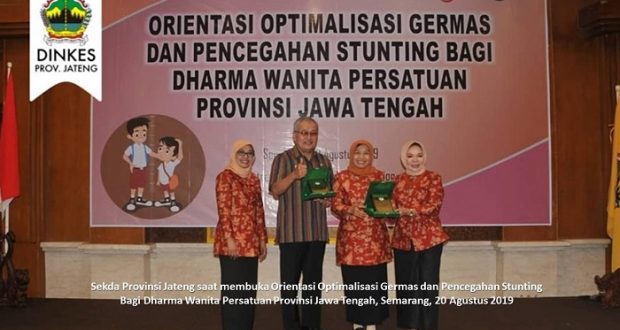 DINKES
PROV. JATENG
ORIENTASI OPTIMALISASI GERMAS
DAN PENCEGAHAN STUNTING BAGI
DHARMA WANITA PERSATUAN
PROVINSI JAWA TENGAH
Sekda Provinsi Jateng saat membuka Orientasi Optimalisasi Germas dan Pencegahan Stunting
Bagi Dharma Wanita Persatuan Provinsi Jawa Tengah, Semarang, 20 Agustus 2019